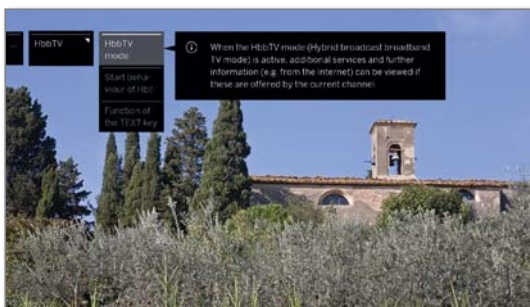 HbbTV
HbbTV
mode
Start beha-
viour of Hbb
Function of
the TEXT key
When the HbbTV mode (Hybrid broadcast broadband
TV mode) is active, additional services and further
information (e.g. from the Internet) can be viewed if
these are offered by the current channel